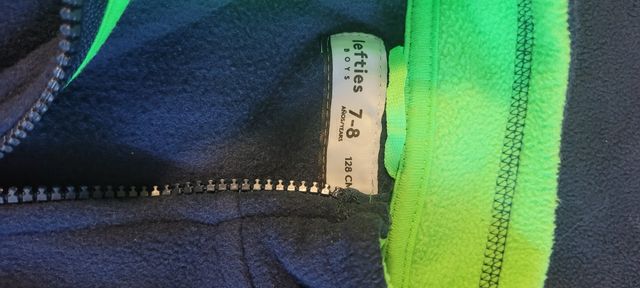 lefties
BOYS
7-8
AÑOS/YEARS
128 CM